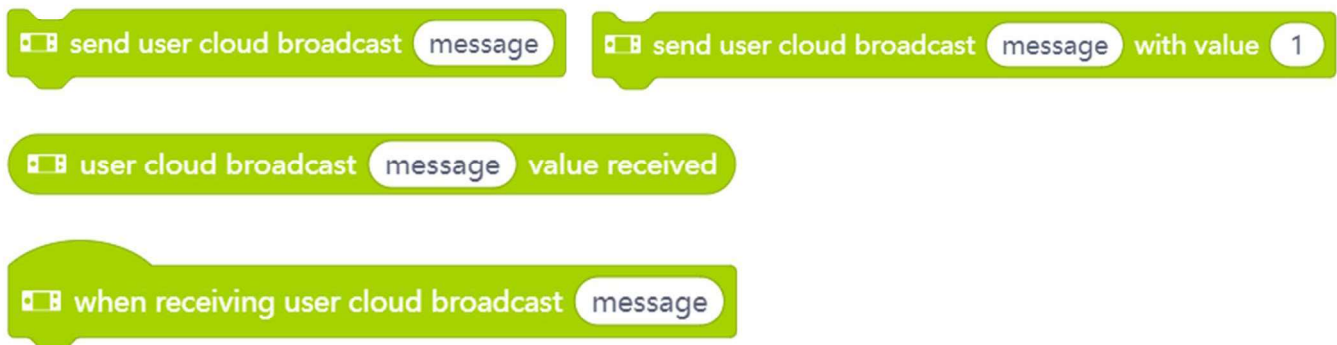 send user cloud broadcast message
send user cloud broadcast message with value 1
user cloud broadcast message value received
when receiving user cloud broadcast message